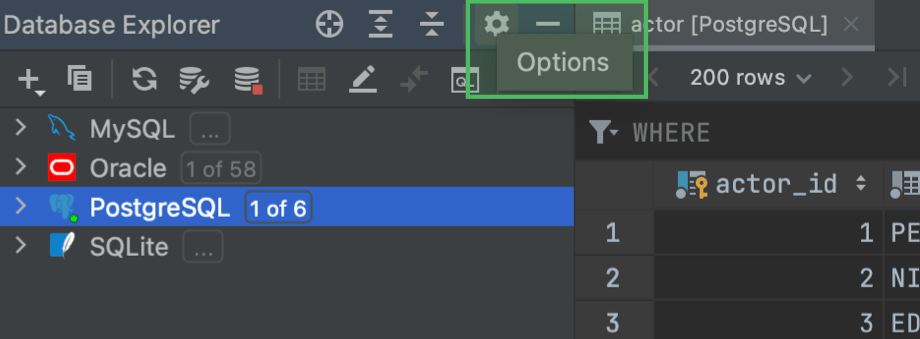 Database Explorer
actor [PostgreSQL]
Options
QL
200 rows
MySQL ...
WHERE
Oracle 1 of 58
actor_id
PostgreSQL 1 of 6
1 1 PE
SQLite ...
2 2 NI
3 3 ED